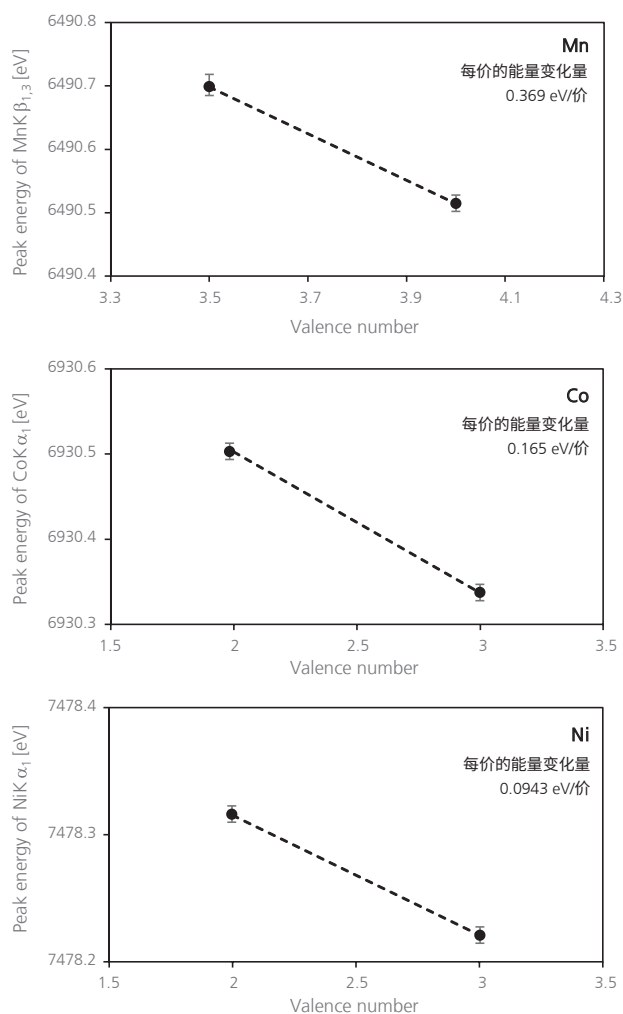 6490.8
6490.7
6490.6
6490.5
6490.4
Peak energy of MnKβ1,3 [eV]
Mn
每价的能量变化量
0.369 eV/价
3.3 3.5 3.7 3.9 4.1 4.3
Valence number
6930.6
6930.5
6930.4
6930.3
Peak energy of CoKα1 [eV]
Co
每价的能量变化量
0.165 eV/价
1.5 2 2.5 3 3.5
Valence number
7478.4
7478.3
7478.2
Peak energy of NiKα1 [eV]
Ni
每价的能量变化量
0.0943 eV/价
1.5 2 2.5 3 3.5
Valence number